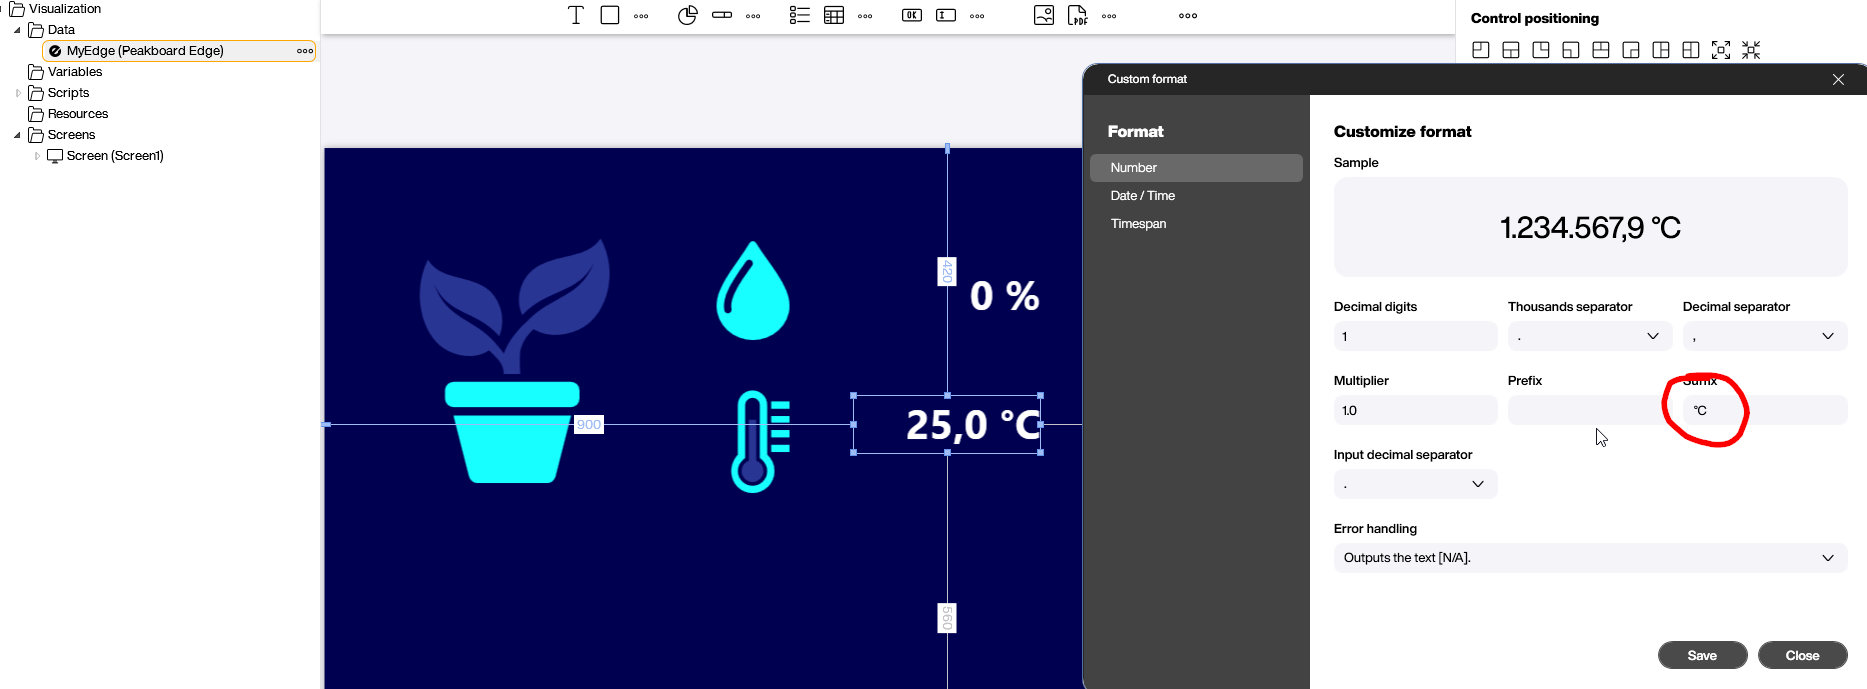 Visualization
Data
MyEdge (Peakboard Edge)
Variables
Scripts
Resources
Screens
Screen (Screen1)
T
OK
I
PDF
Control positioning
420
0 %
900
25,0 °C
560
Custom format
Format
Number
Date / Time
Timespan
Customize format
Sample
1.234.567,9 °C
Decimal digits Thousands separator Decimal separator
1 . ,
Multiplier Prefix Suffix
1.0 °C
Input decimal separator
.
Error handling
Outputs the text [N/A].
Save Close